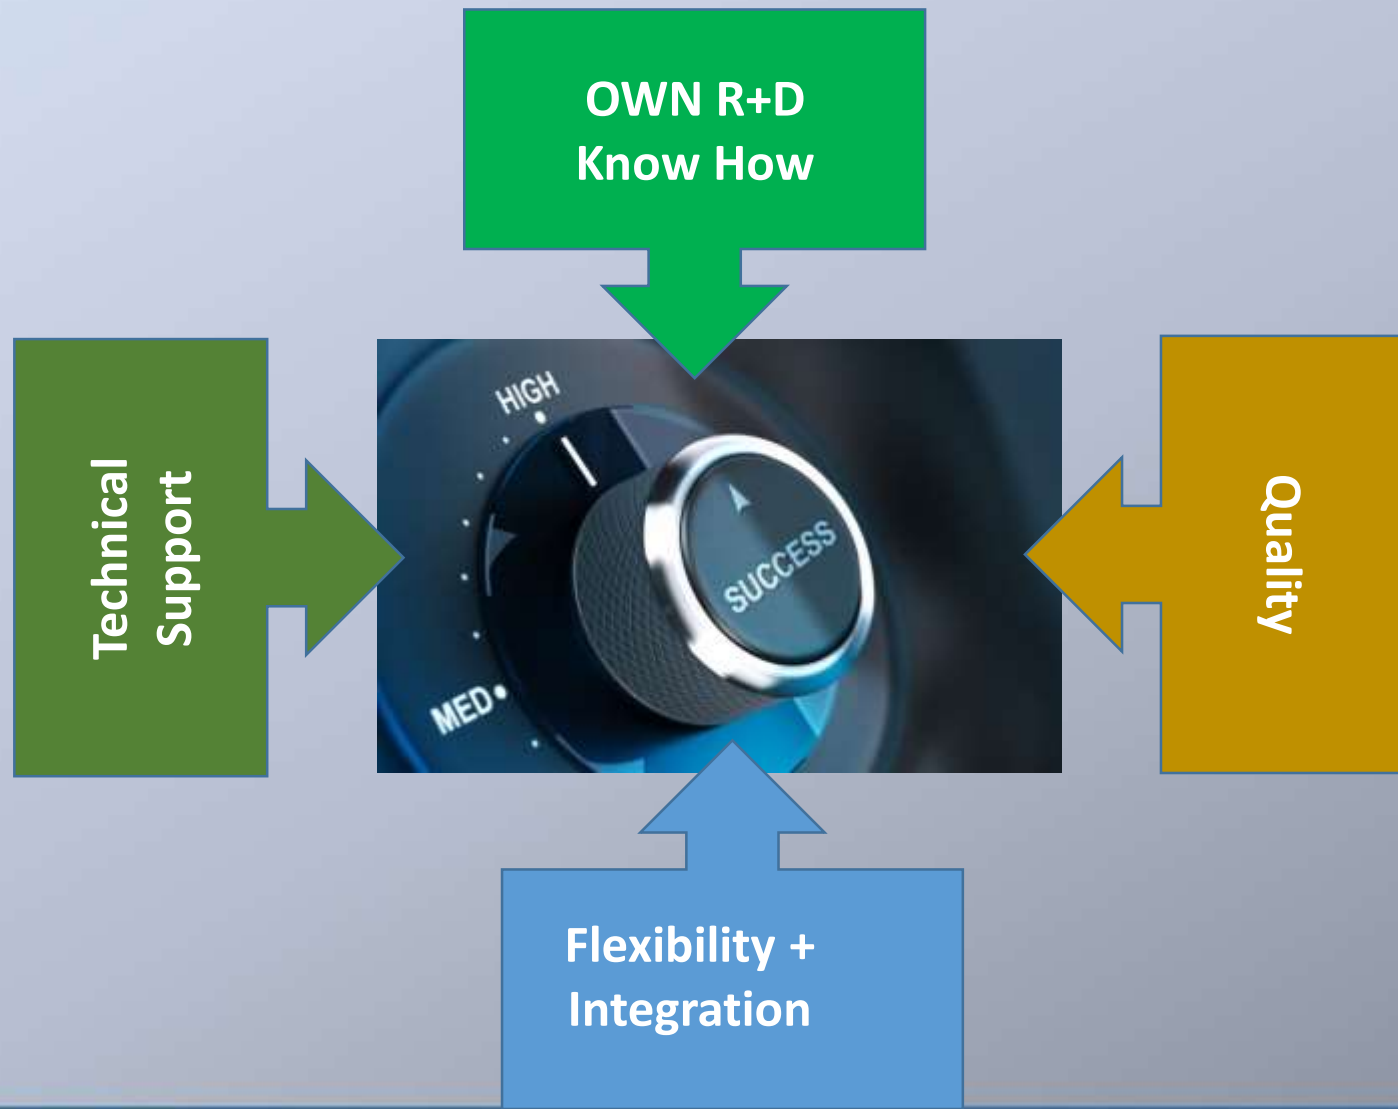 OWN R+D
Know How
Technical
Support
HIGH
SUCCESS
MED
Quality
Flexibility +
Integration